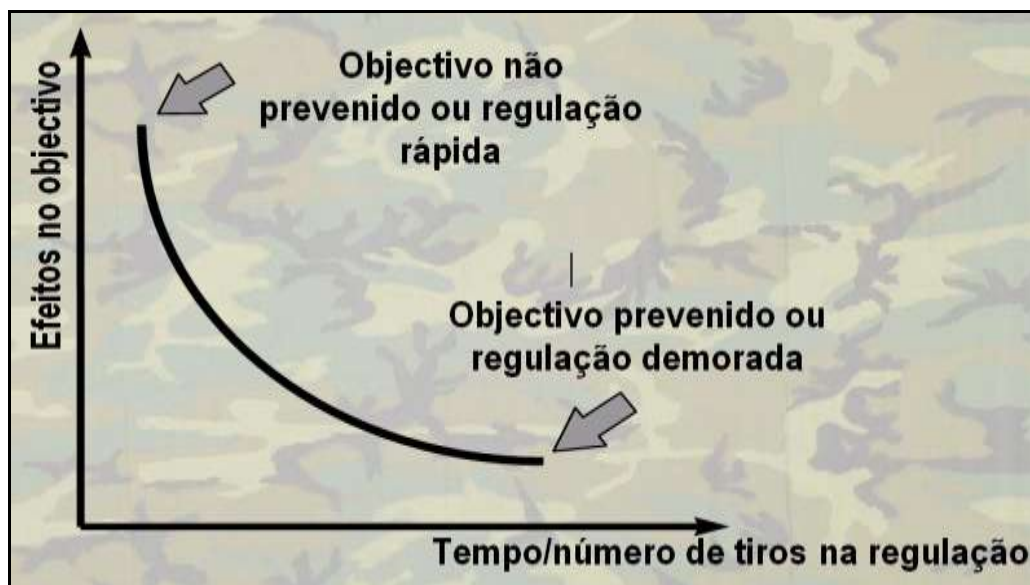 Efeitos no objectivo
Objectivo não
prevenido ou regulação
rápida
Objectivo prevenido ou
regulação demorada
Tempo/número de tiros na regulação